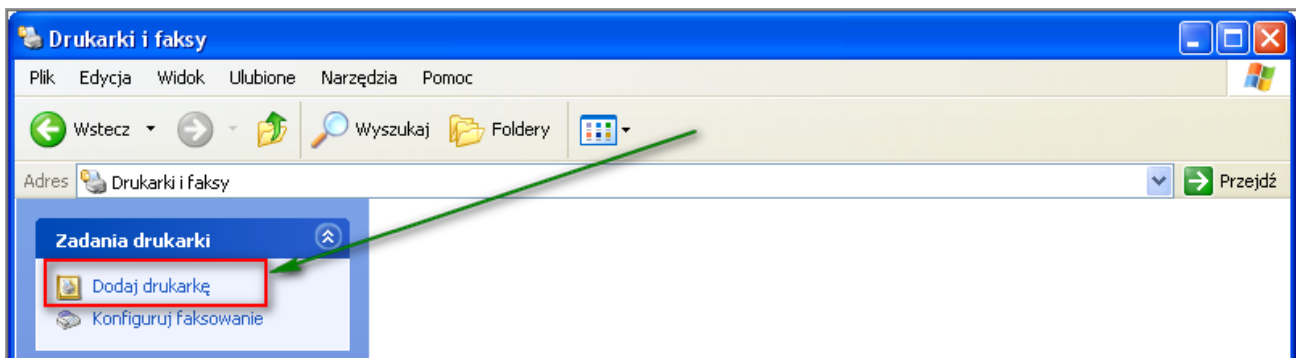 Drukarki i faksy
Plik Edycja Widok Ulubione Narzędzia Pomoc
Wstecz Wyszukaj Foldery
Adres Drukarki i faksy Przejdź
Zadania drukarki
Dodaj drukarkę
Konfiguruj faksowanie